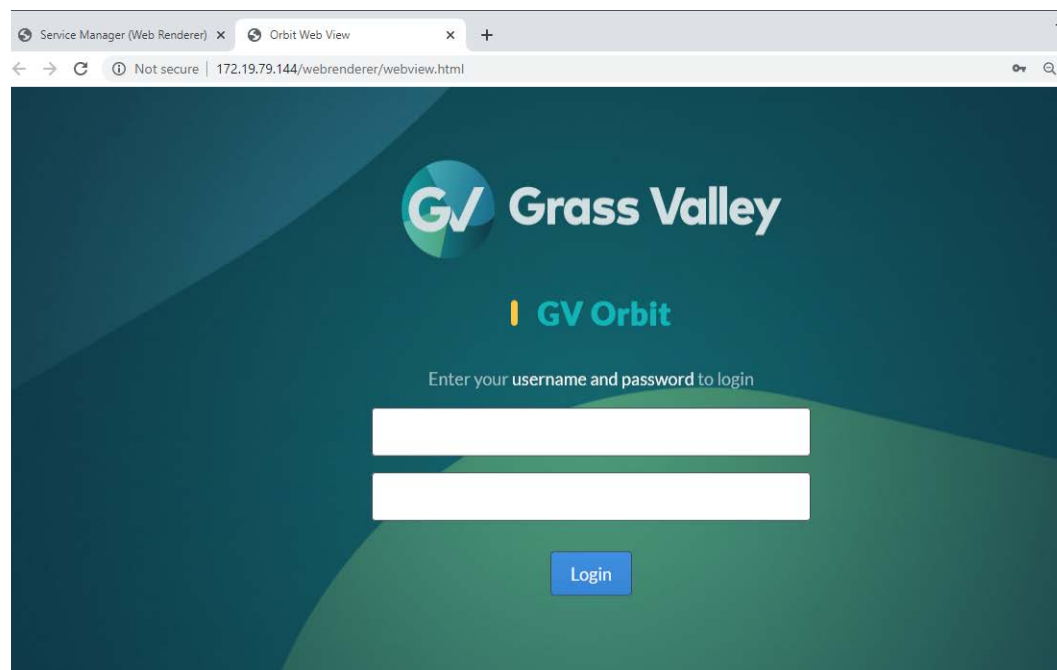 Service Manager (Web Renderer) Orbit Web View
Not secure | 172.19.79.144/webrenderer/webview.html
GV Grass Valley
GV Orbit
Enter your username and password to login
Login